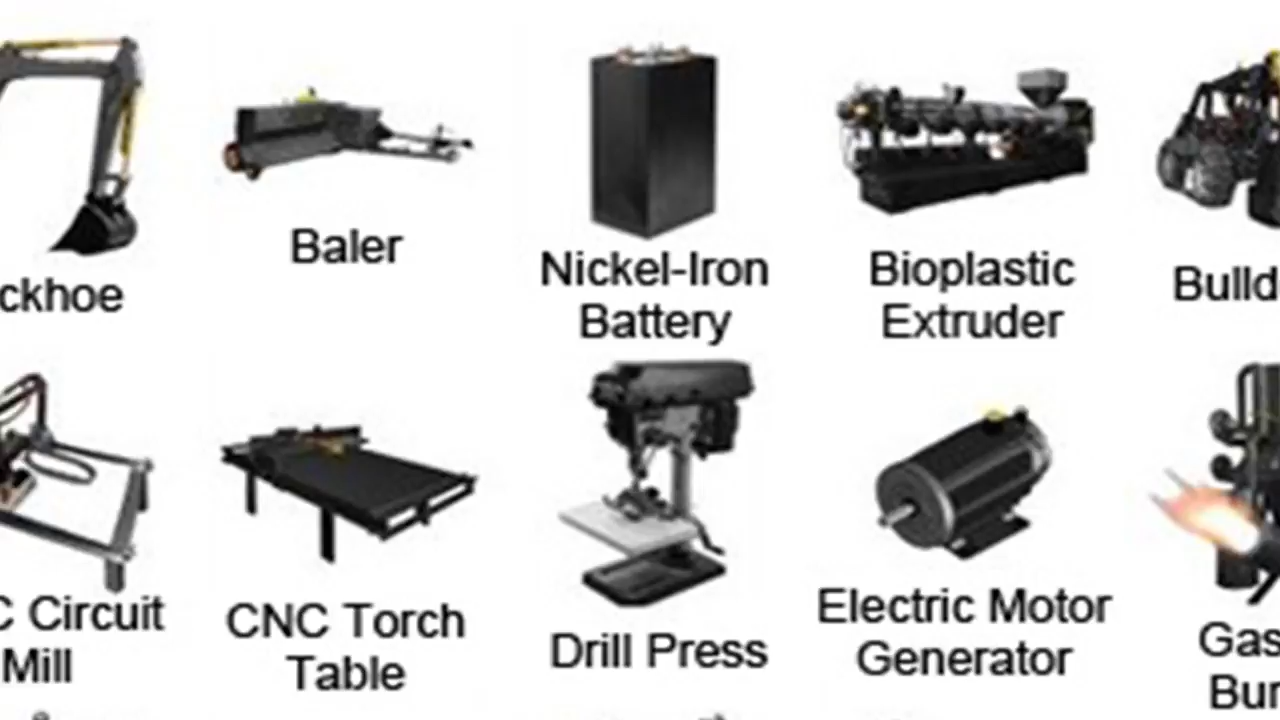 Baler
Nickel-Iron
Battery
Bioplastic
Extruder
ckhoe
Bulld
C Circuit
Mill
CNC Torch
Table
Drill Press
Electric Motor
Generator
Gas
Bur